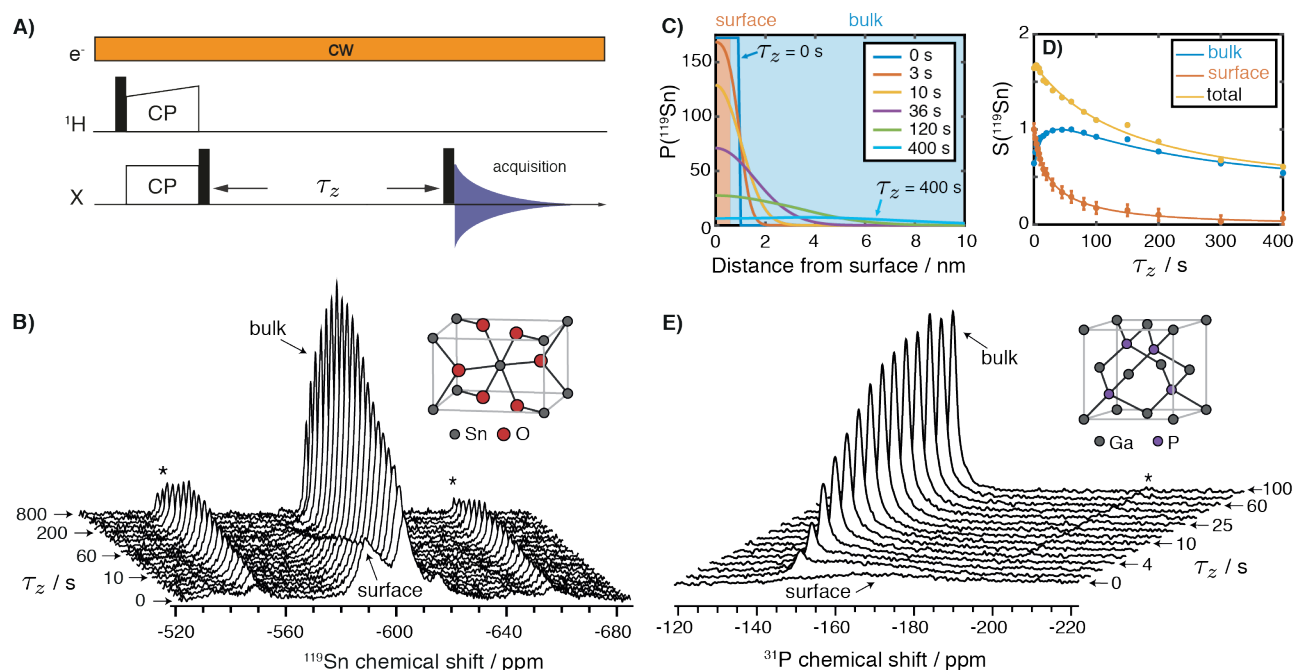 A)
e-
CW
¹H
CP
X
CP
τz
acquisition
B)
bulk
Sn O
*
*
800
200
60
10
0
τz / s
surface
-520 -560 -600 -640 -680
¹¹⁹Sn chemical shift / ppm
C)
surface bulk
τz = 0 s
0 s
3 s
10 s
36 s
120 s
400 s
τz = 400 s
P(¹¹⁹Sn)
150
100
50
0
0 2 4 6 8 10
Distance from surface / nm
D)
bulk
surface
total
S(¹¹⁹Sn)
2
1
0
0 100 200 300 400
τz / s
E)
bulk
Ga P
*
100
60
25
10
4
0
τz / s
surface
-120 -140 -160 -180 -200 -220
³¹P chemical shift / ppm